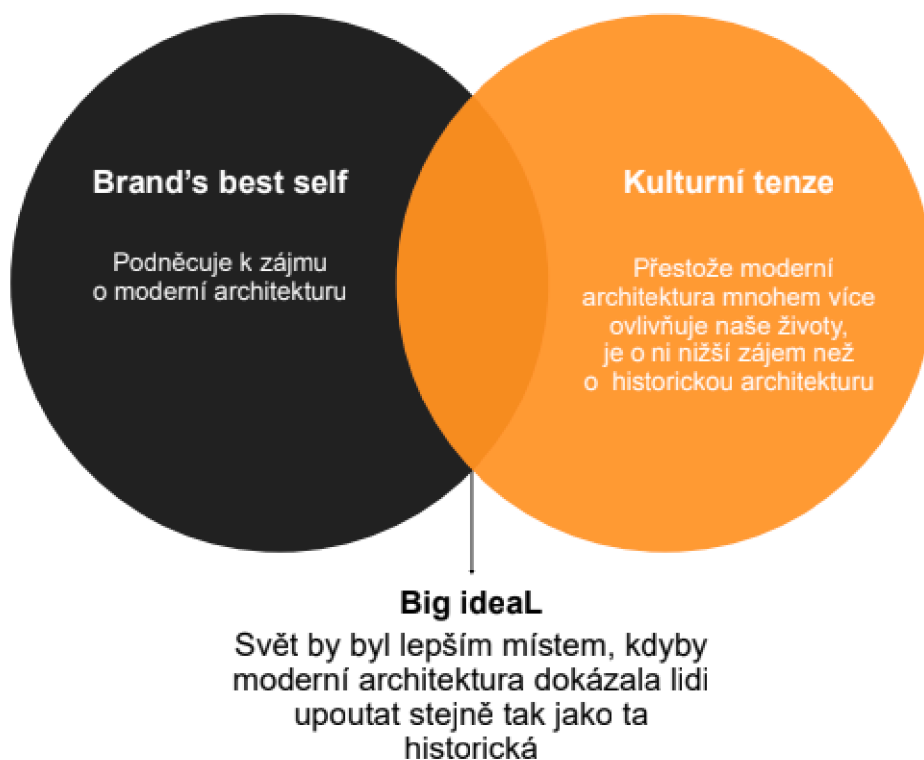 Brand's best self
Podněcuje k zájmu
o moderní architekturu
Kulturní tenze
Přestože moderní
architektura mnohem více
ovlivňuje naše životy,
je o ni nižší zájem než
o  historickou architekturu
Big ideaL
Svět by byl lepším místem, kdyby
moderní architektura dokázala lidi
upoutat stejně tak jako ta
historická